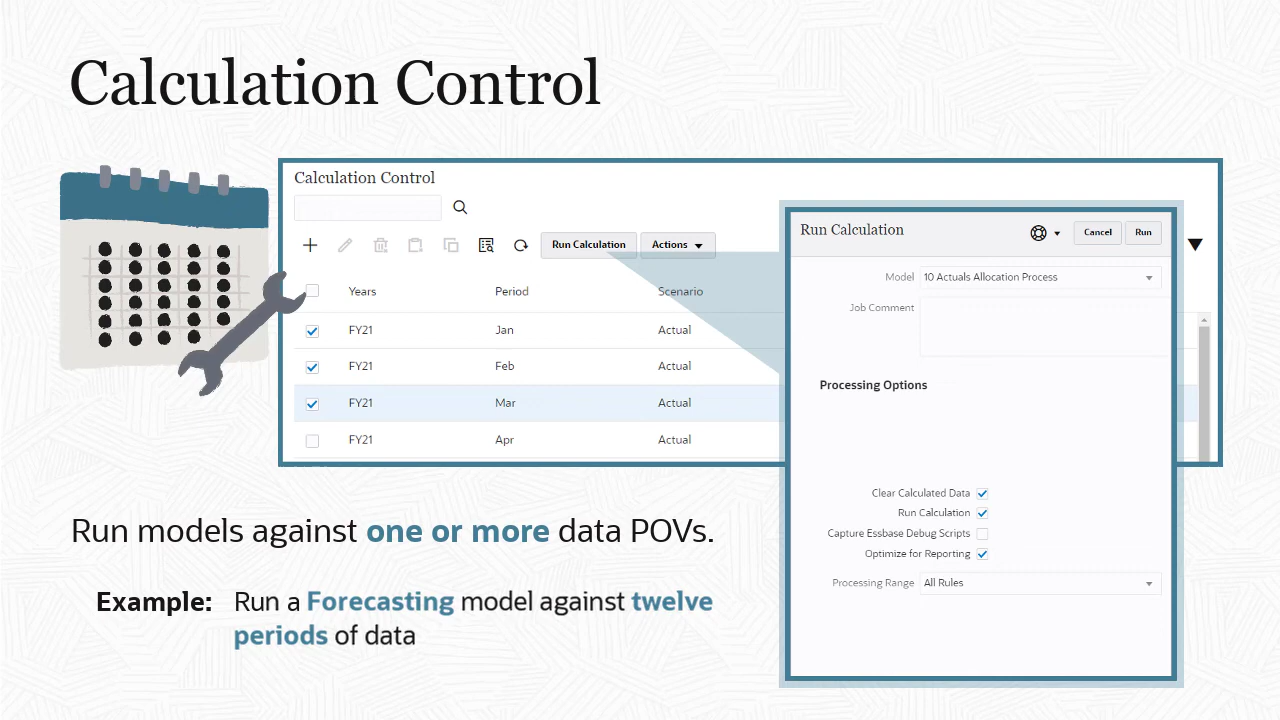 Calculation Control
Calculation Control
Run Calculation Actions
Years Period Scenario
FY21 Jan Actual
FY21 Feb Actual
FY21 Mar Actual
FY21 Apr Actual
Run Calculation Cancel Run
Model 10 Actuals Allocation Process
Job Comment
Processing Options
Clear Calculated Data
Run Calculation
Capture Essbase Debug Scripts
Optimize for Reporting
Processing Range All Rules
Run models against one or more data POVs.
Example: Run a Forecasting model against twelve
periods of data